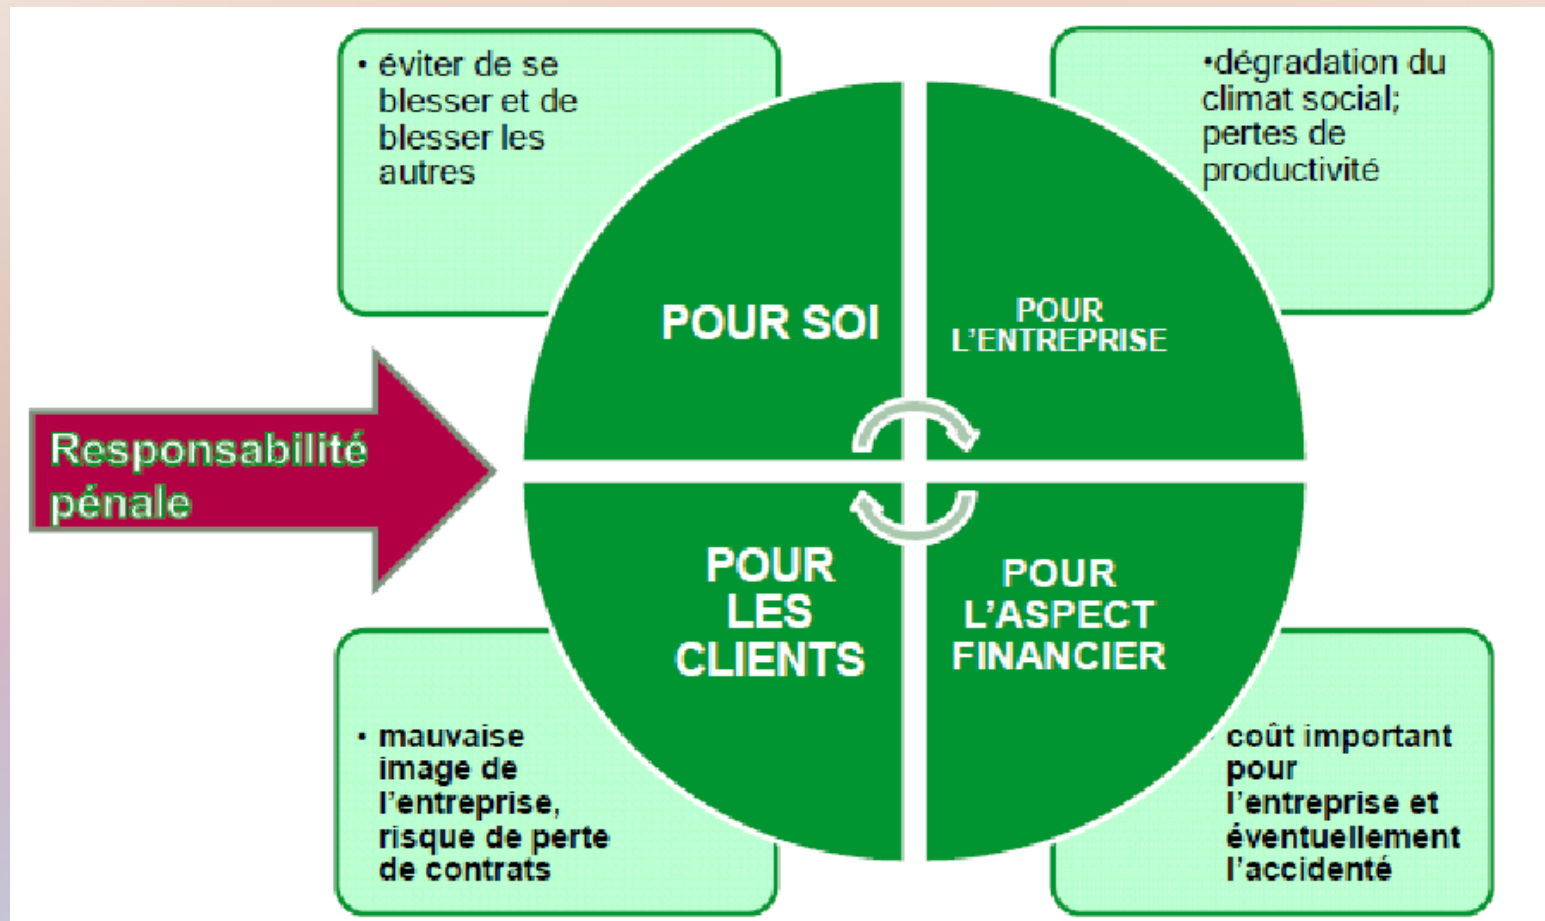 • éviter de se
blesser et de
blesser les
autres
•dégradation du
climat social;
pertes de
productivité
POUR SOI
POUR
L'ENTREPRISE
Responsabilité
pénale
POUR
LES
CLIENTS
POUR
L'ASPECT
FINANCIER
• mauvaise
image de
l'entreprise,
risque de perte
de contrats
coût important
pour
l'entreprise et
éventuellement
l'accidenté